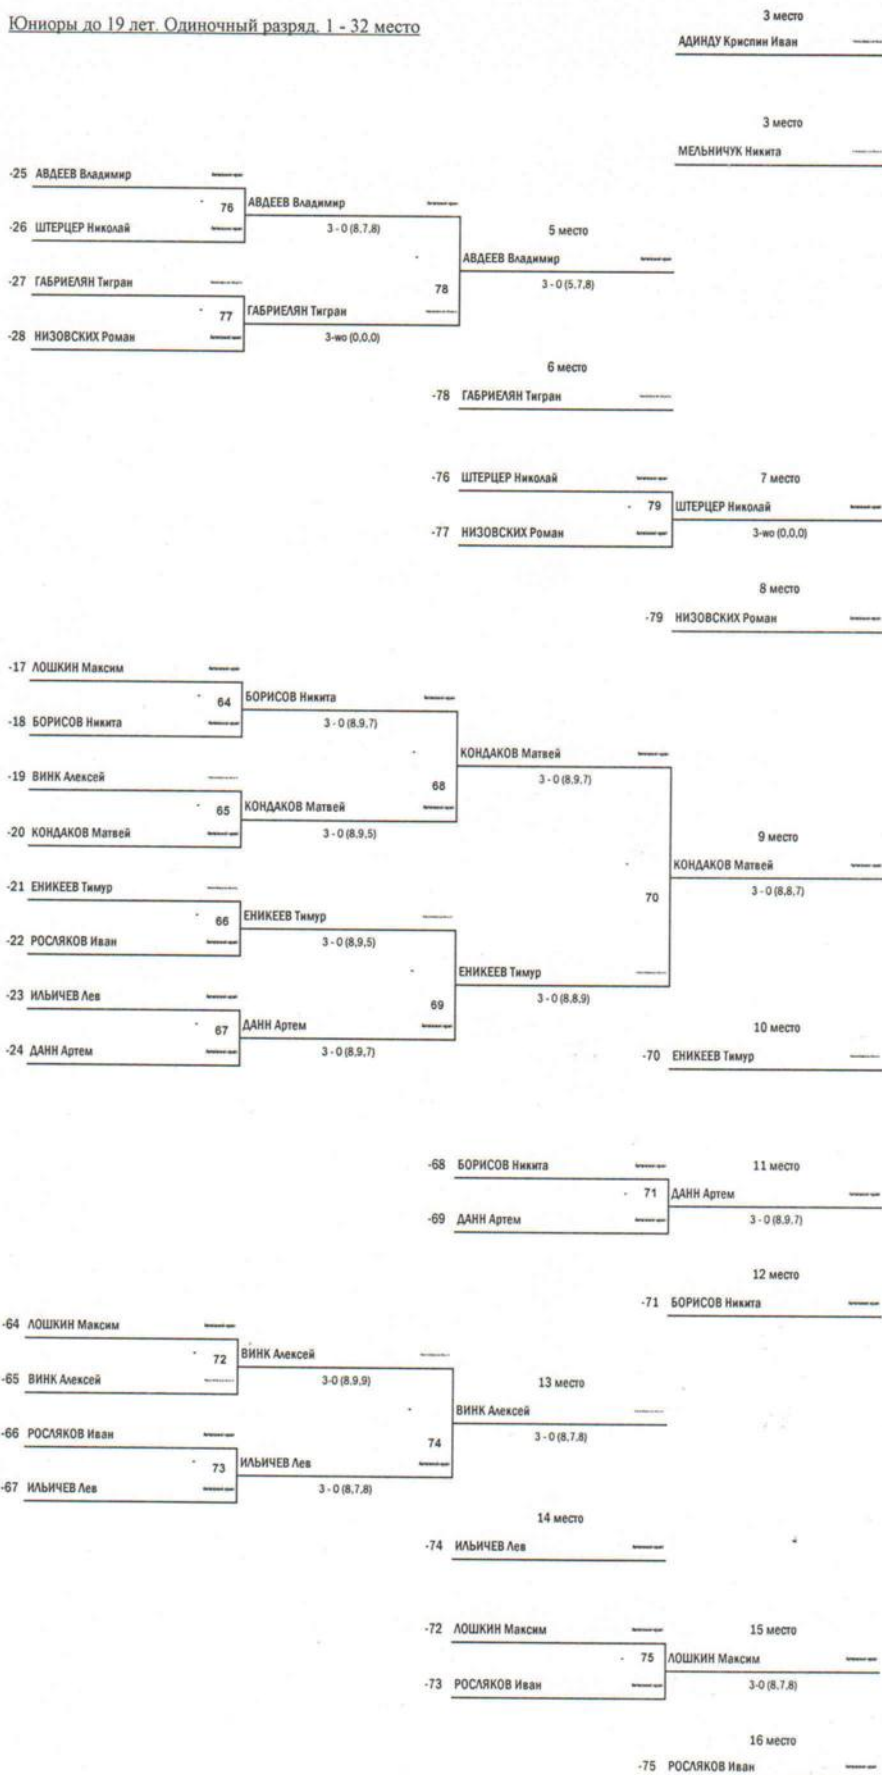 Юниоры до 19 лет. Одиночный разряд. 1 - 32 место
3 место
АДИНДУ Криспин Иван
3 место
МЕЛЬНИЧУК Никита
-25 АВДЕЕВ Владимир
76 АВДЕЕВ Владимир
-26 ШТЕРЦЕР Николай
3 - 0 (8,7,8)
5 место
АВДЕЕВ Владимир
-27 ГАБРИЕЛЯН Тигран
78
3 - 0 (5,7,8)
77 ГАБРИЕЛЯН Тигран
-28 НИЗОВСКИХ Роман
3-wo (0,0,0)
6 место
-78 ГАБРИЕЛЯН Тигран
-76 ШТЕРЦЕР Николай
7 место
79 ШТЕРЦЕР Николай
-77 НИЗОВСКИХ Роман
3-wo (0,0,0)
8 место
-79 НИЗОВСКИХ Роман
-17 ЛОШКИН Максим
64 БОРИСОВ Никита
-18 БОРИСОВ Никита
3 - 0 (8,9,7)
КОНДАКОВ Матвей
-19 ВИНК Алексей
68
3 - 0 (8,9,7)
65 КОНДАКОВ Матвей
-20 КОНДАКОВ Матвей
3 - 0 (8,9,5)
9 место
КОНДАКОВ Матвей
-21 ЕНИКЕЕВ Тимур
70
3 - 0 (8,8,7)
66 ЕНИКЕЕВ Тимур
-22 РОСЛЯКОВ Иван
3 - 0 (8,9,5)
ЕНИКЕЕВ Тимур
-23 ИЛЬИЧЕВ Лев
69
3 - 0 (8,8,9)
67 ДАНН Артем
-24 ДАНН Артем
3 - 0 (8,9,7)
10 место
-70 ЕНИКЕЕВ Тимур
-68 БОРИСОВ Никита
11 место
71 ДАНН Артем
-69 ДАНН Артем
3 - 0 (8,9,7)
12 место
-71 БОРИСОВ Никита
-64 ЛОШКИН Максим
72 ВИНК Алексей
-65 ВИНК Алексей
3-0 (8,9,9)
13 место
ВИНК Алексей
-66 РОСЛЯКОВ Иван
74
3 - 0 (8,7,8)
73 ИЛЬИЧЕВ Лев
-67 ИЛЬИЧЕВ Лев
3 - 0 (8,7,8)
14 место
-74 ИЛЬИЧЕВ Лев
-72 ЛОШКИН Максим
15 место
75 ЛОШКИН Максим
-73 РОСЛЯКОВ Иван
3-0 (8,7,8)
16 место
-75 РОСЛЯКОВ Иван